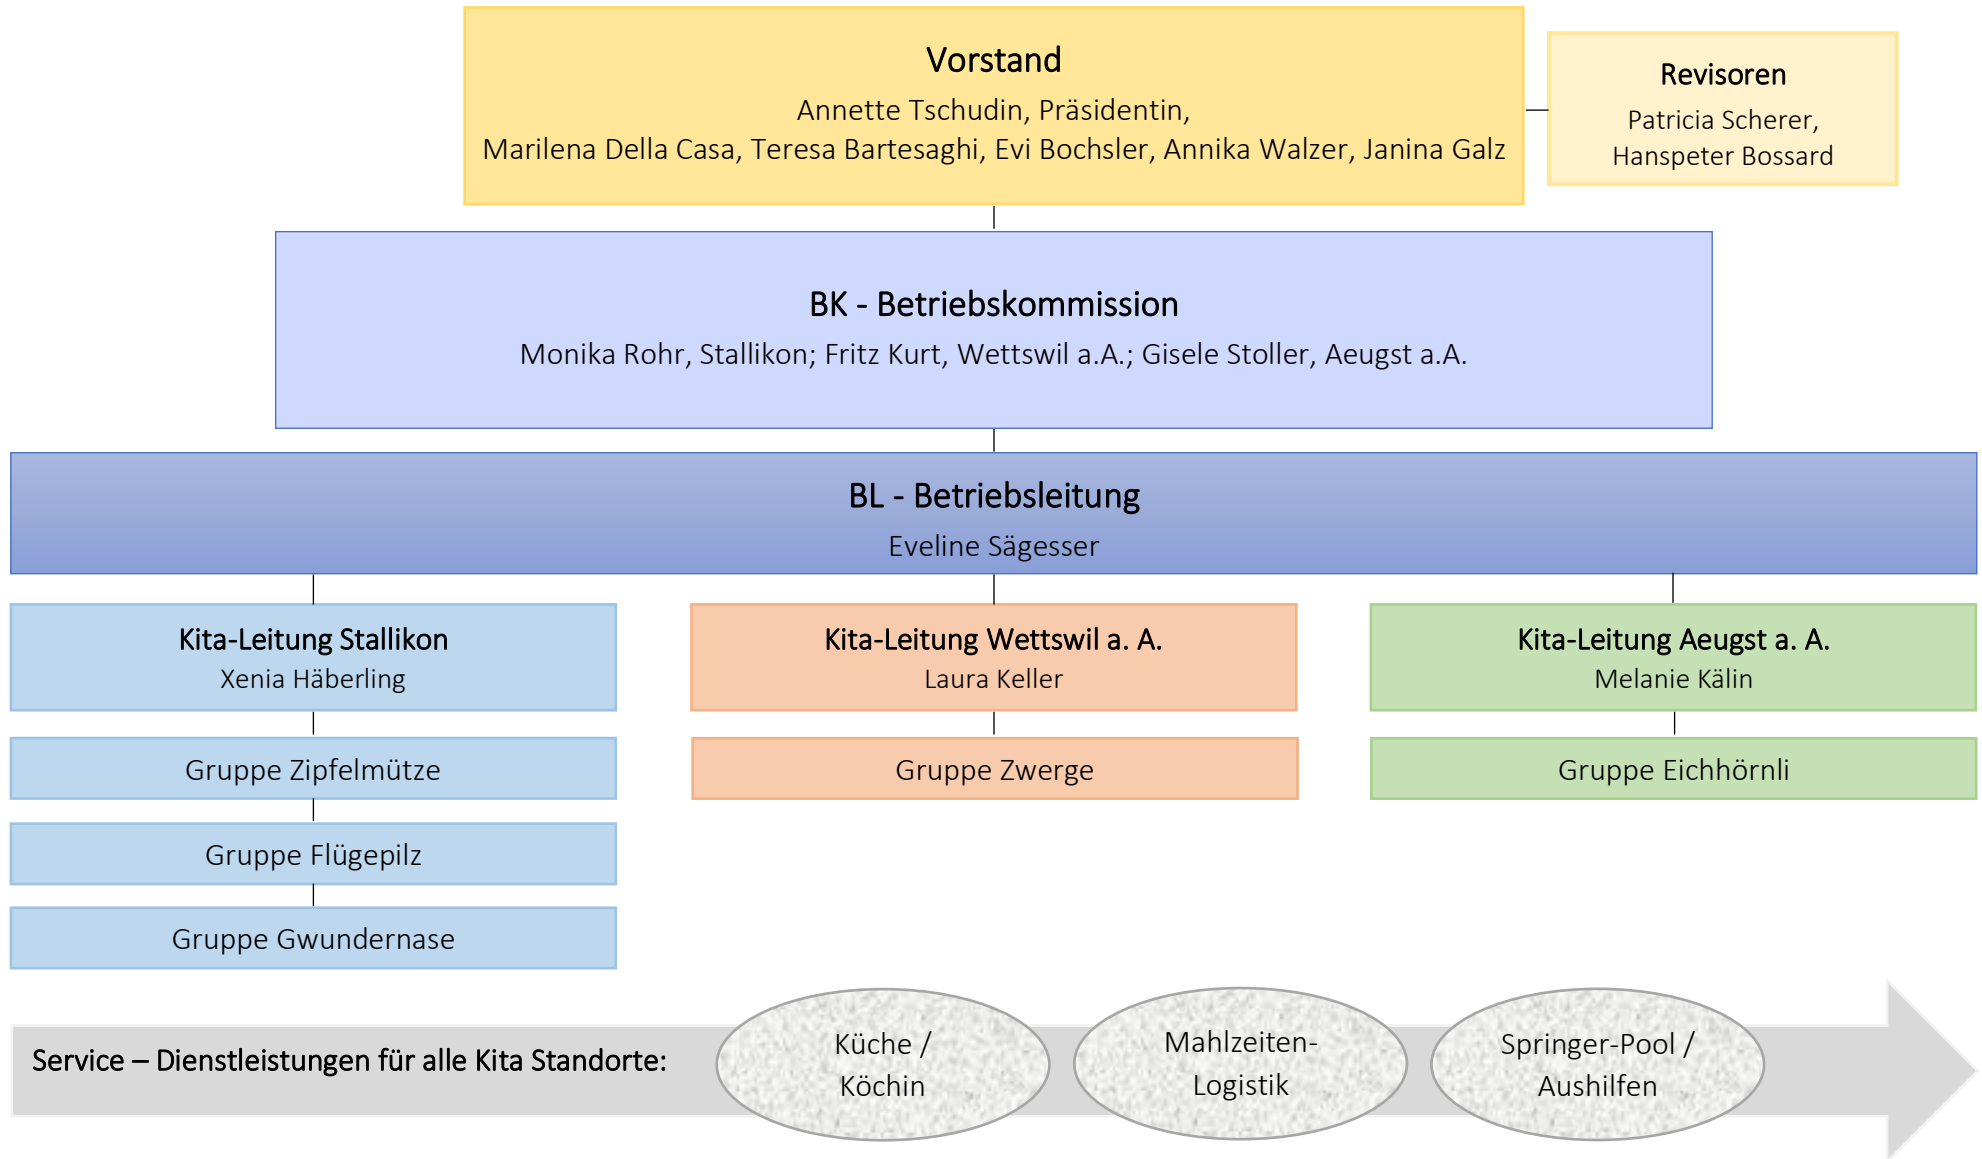 Vorstand
Annette Tschudin, Präsidentin,
Marilena Della Casa, Teresa Bartesaghi, Evi Bochsler, Annika Walzer, Janina Galz
Revisoren
Patricia Scherer,
Hanspeter Bossard
BK - Betriebskommission
Monika Rohr, Stallikon; Fritz Kurt, Wettswil a.A.; Gisele Stoller, Aeugst a.A.
BL - Betriebsleitung
Eveline Sägesser
Kita-Leitung Stallikon
Xenia Häberling
Gruppe Zipfelmütze
Gruppe Flügepilz
Gruppe Gwundernase
Kita-Leitung Wettswil a. A.
Laura Keller
Gruppe Zwerge
Kita-Leitung Aeugst a. A.
Melanie Kälin
Gruppe Eichhörnli
Service – Dienstleistungen für alle Kita Standorte:
Küche /
Köchin
Mahlzeiten-
Logistik
Springer-Pool /
Aushilfen